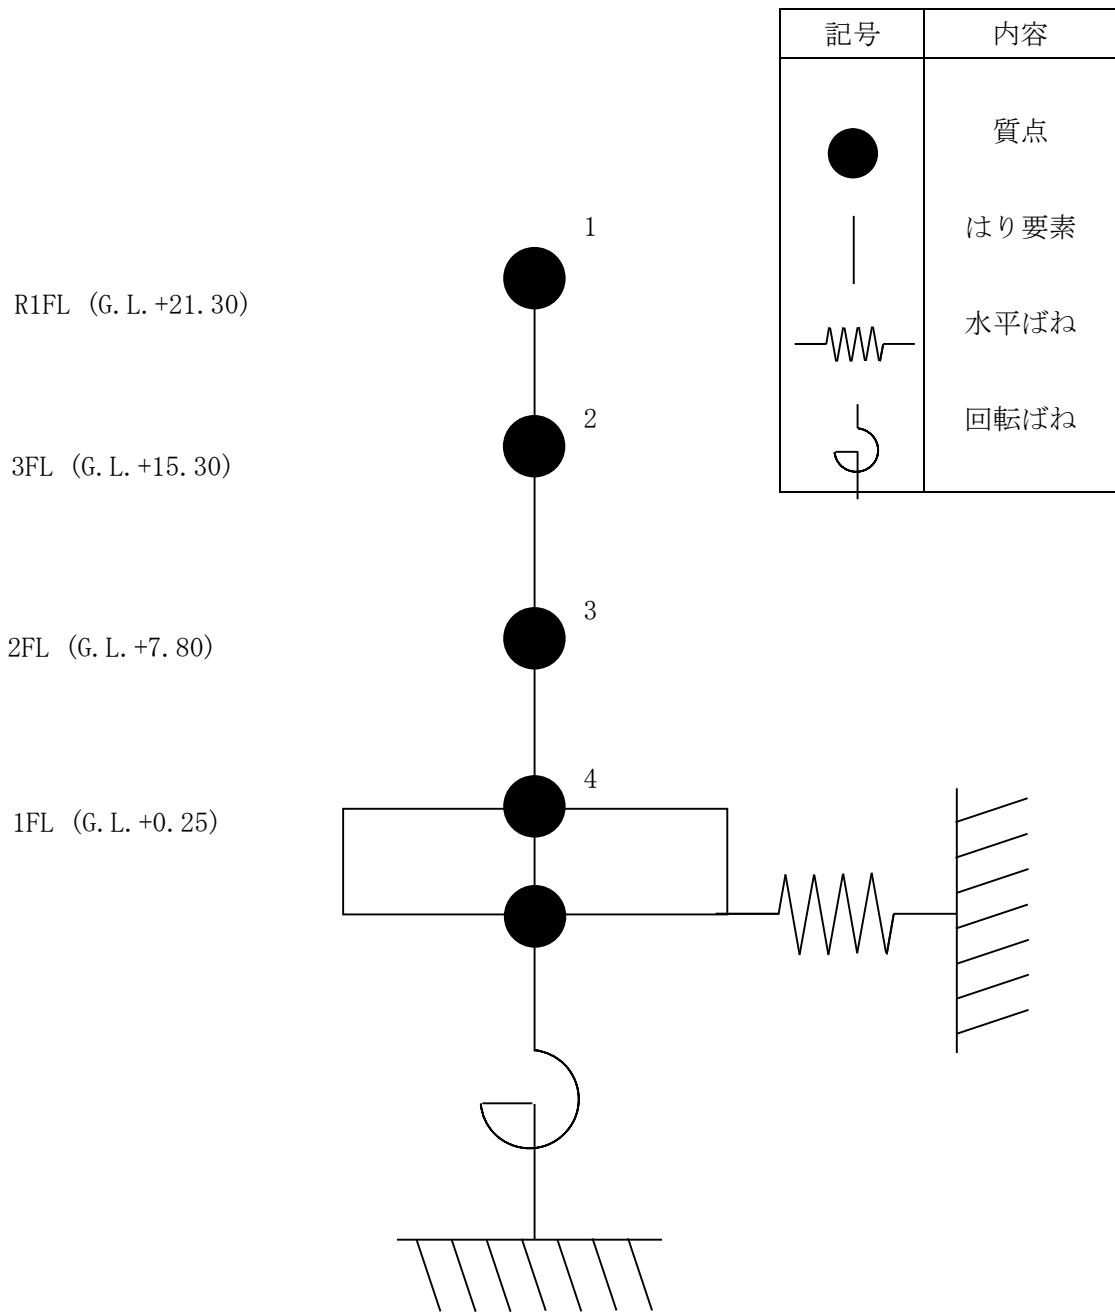 記号 内容
質点
はり要素
水平ばね
回転ばね
1
R1FL (G.L.+21.30)
2
3FL (G.L.+15.30)
3
2FL (G.L.+7.80)
4
1FL (G.L.+0.25)